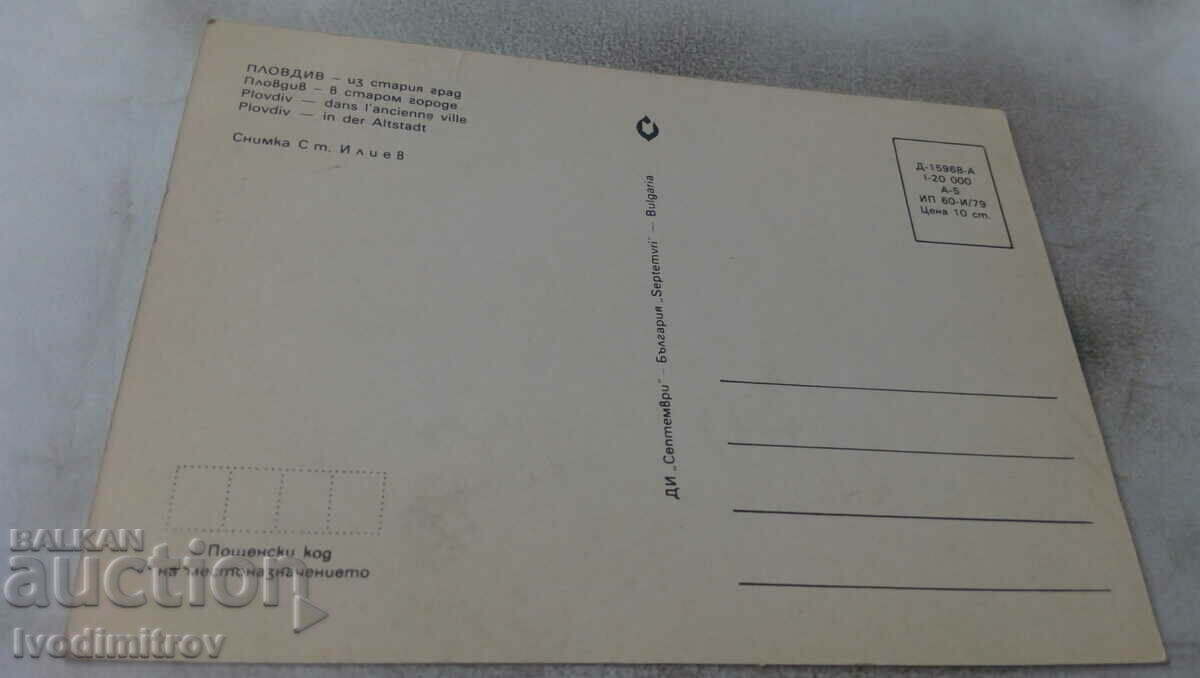 ПЛОВДИВ — из стария град
Пловдив — в старом городе
Plovdiv — dans l'ancienne ville
Plovdiv — in der Altstadt
Снимка Ст. Илиев
ДИ „Септември" — България „Septemvri" — Bulgaria
Д-15968-А
I-20 000
А-5
ИП 60-И/79
Цена 10 ст.
Пощенски код
на местоназначението
BALKAN
auction
Ivodimitrov